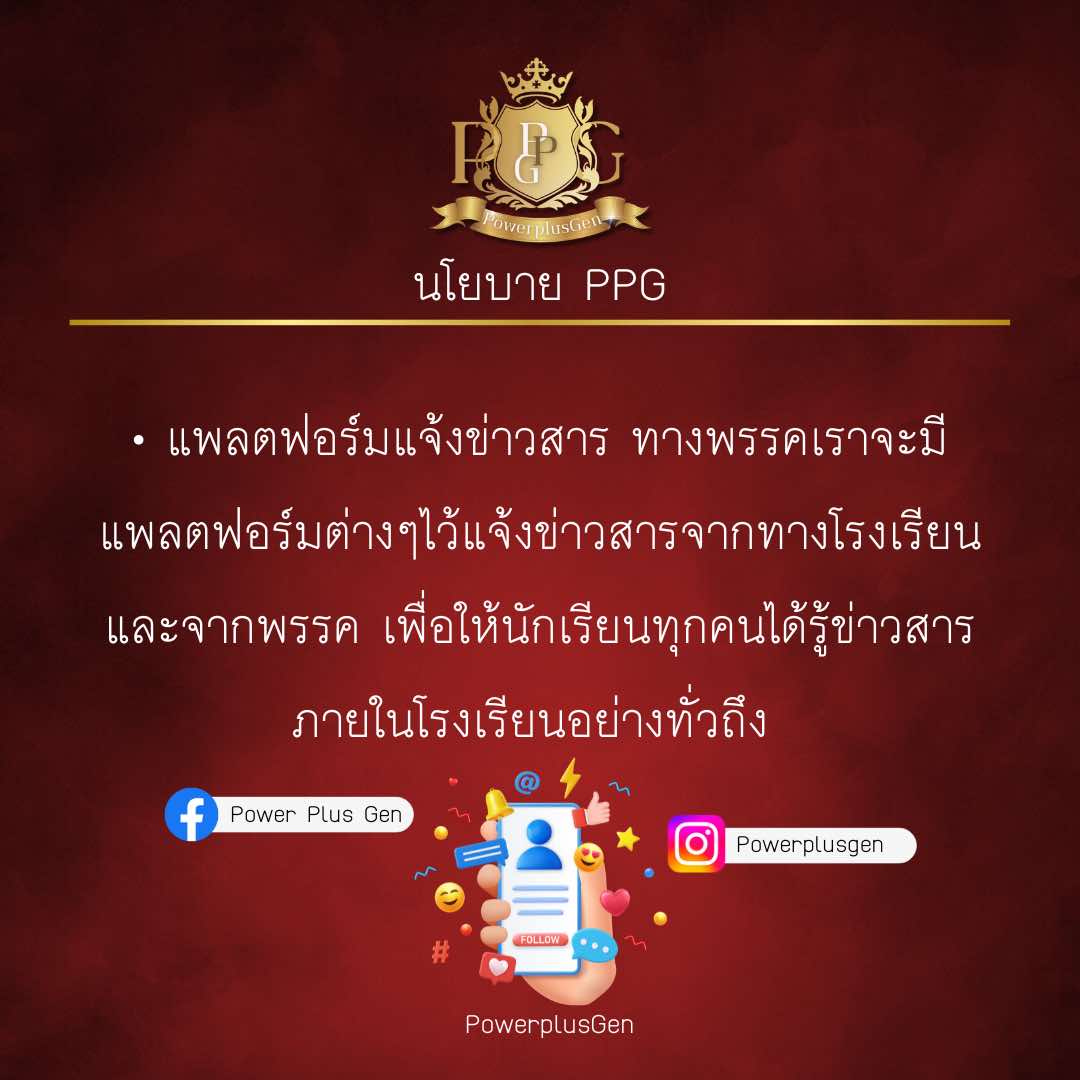 P G
PPG
PowerplusGen
นโยบาย PPG
• แพลตฟอร์มแจ้งข่าวสาร ทางพรรคเราจะมี
แพลตฟอร์มต่างๆไว้แจ้งข่าวสารจากทางโรงเรียน
และจากพรรค เพื่อให้นักเรียนทุกคนได้รู้ข่าวสาร
ภายในโรงเรียนอย่างทั่วถึง
Power Plus Gen
Powerplusgen
@
#
FOLLOW
PowerplusGen